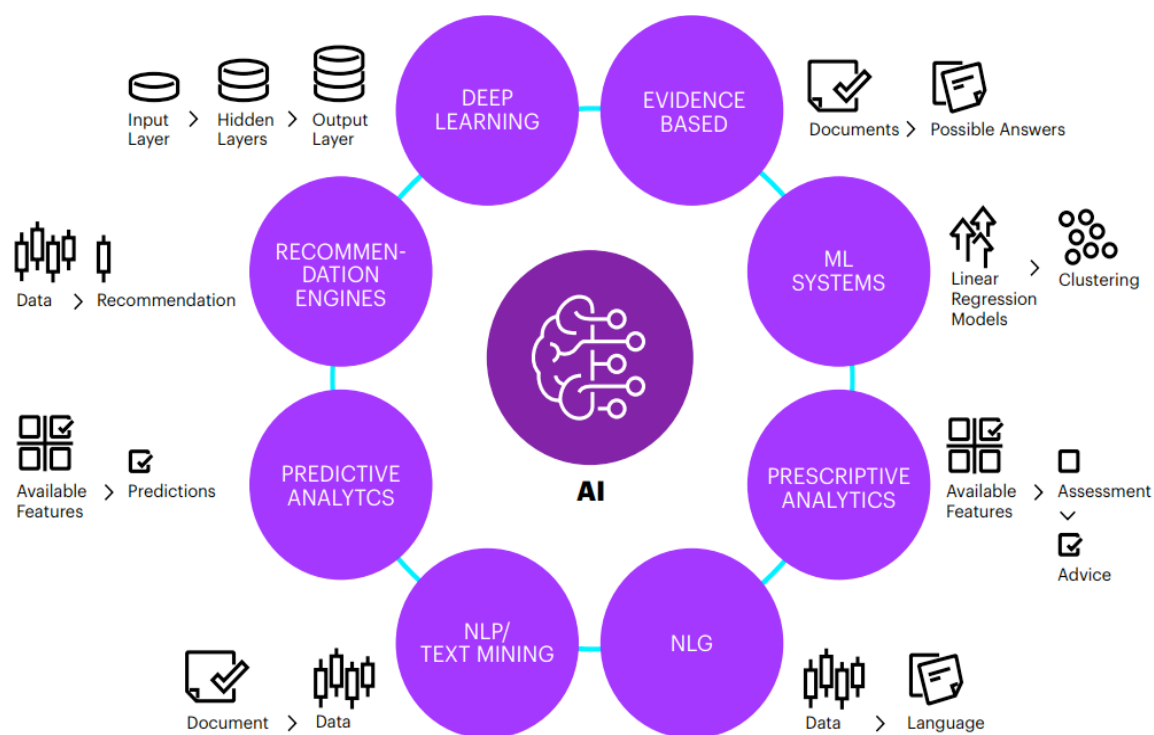 DEEP
LEARNING
EVIDENCE
BASED
Input
Layer
>
Hidden
Layers
>
Output
Layer
Documents > Possible Answers
RECOMMEN-
DATION
ENGINES
ML
SYSTEMS
Data > Recommendation
Linear
Regression
Models
>
Clustering
AI
PREDICTIVE
ANALYTCS
PRESCRIPTIVE
ANALYTICS
Available
Features
>
Predictions
Available
Features
>
Assessment
Advice
NLP/
TEXT MINING
NLG
Document > Data
Data > Language